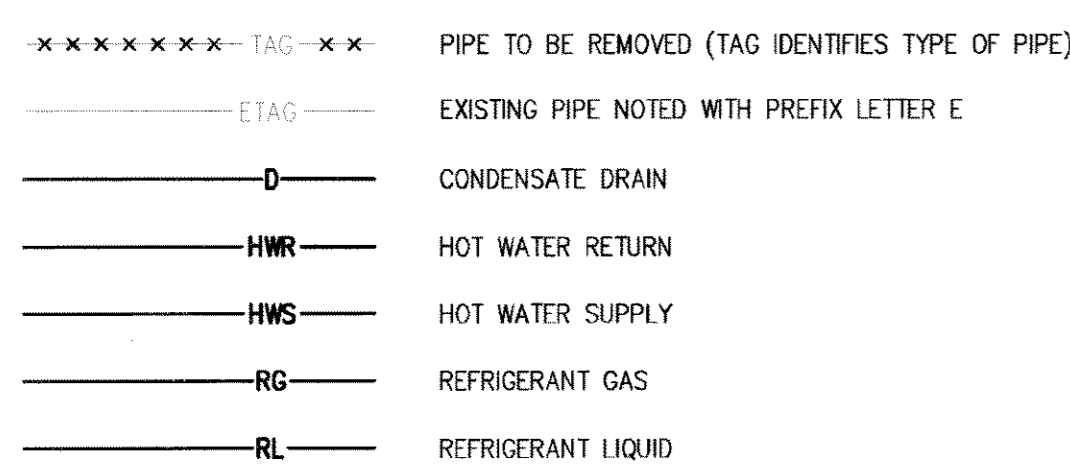 TAG PIPE TO BE REMOVED (TAG IDENTIFIES TYPE OF PIPE)
ETAG EXISTING PIPE NOTED WITH PREFIX LETTER E
D CONDENSATE DRAIN
HWR HOT WATER RETURN
HWS HOT WATER SUPPLY
RG REFRIGERANT GAS
RL REFRIGERANT LIQUID